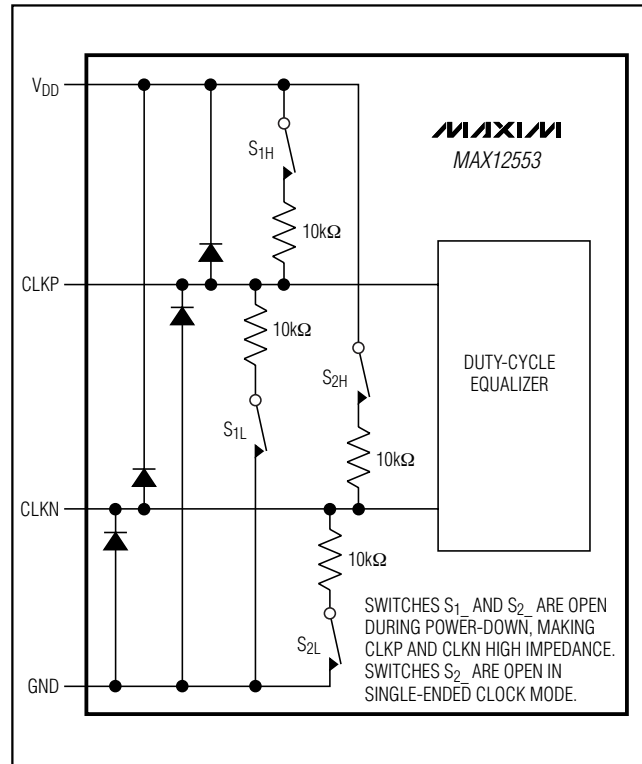 V_DD
MAXIM
MAX12553
S_1H
10kΩ
CLKP
10kΩ
S_2H
DUTY-CYCLE
EQUALIZER
S_1L
10kΩ
CLKN
10kΩ
S_2L
SWITCHES S_1_ AND S_2_ ARE OPEN
DURING POWER-DOWN, MAKING
CLKP AND CLKN HIGH IMPEDANCE.
SWITCHES S_2_ ARE OPEN IN
SINGLE-ENDED CLOCK MODE.
GND